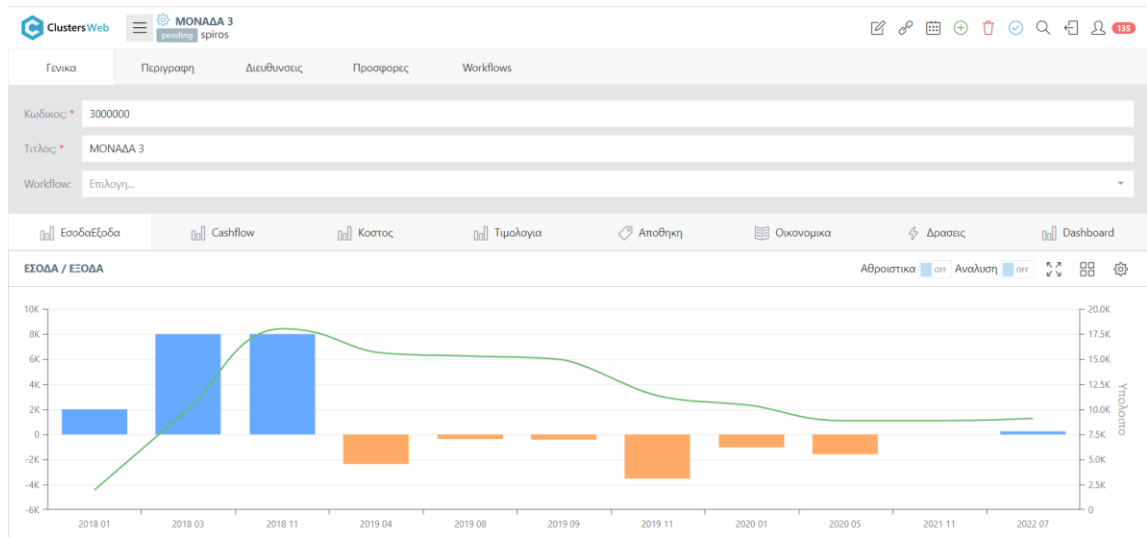 Clusters Web
ΜΟΝΑΔΑ 3
pending spiros
135
Γενικα Περιγραφη Διευθυνσεις Προσφορες Workflows
Κωδικος: * 3000000
Τιτλος: * ΜΟΝΑΔΑ 3
Workflow: Επιλογη...
ΕσοδαΕξοδα Cashflow Κοστος Τιμολογια Αποθηκη Οικονομικα Δρασεις Dashboard
ΕΣΟΔΑ / ΕΞΟΔΑ Αθροιστικα OFF Αναλυση OFF
10K 20.0K
8K 17.5K
6K 15.0K
4K 12.5K
2K 10.0K
0 7.5K
-2K 5.0K
-4K 2.5K
-6K 0
Υπολοιπο
2018 01 2018 03 2018 11 2019 04 2019 08 2019 09 2019 11 2020 01 2020 05 2021 11 2022 07